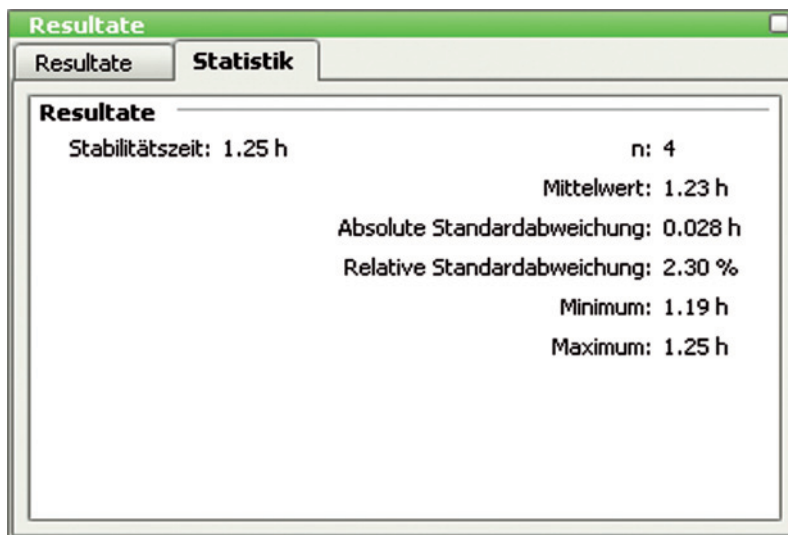 Resultate
Resultate Statistik
Resultate
Stabilitätszeit: 1.25 h n: 4
Mittelwert: 1.23 h
Absolute Standardabweichung: 0.028 h
Relative Standardabweichung: 2.30 %
Minimum: 1.19 h
Maximum: 1.25 h